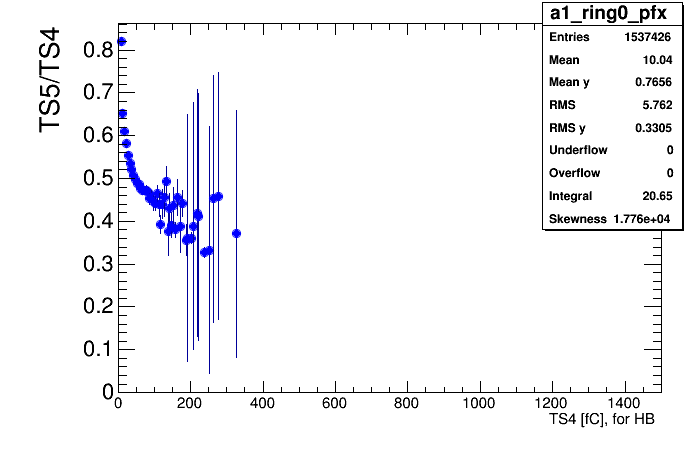 a1_ring0_pfx
Entries 1537426
Mean 10.04
Mean y 0.7656
RMS 5.762
RMS y 0.3305
Underflow 0
Overflow 0
Integral 20.65
Skewness 1.776e+04
TS5/TS4
0.8
0.7
0.6
0.5
0.4
0.3
0.2
0.1
0
0 200 400 600 800 1000 1200 1400
TS4 [fC], for HB